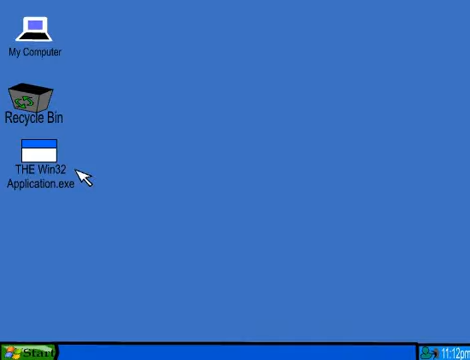 My Computer
Recycle Bin
THE Win32
Application.exe
Start
11:12pm